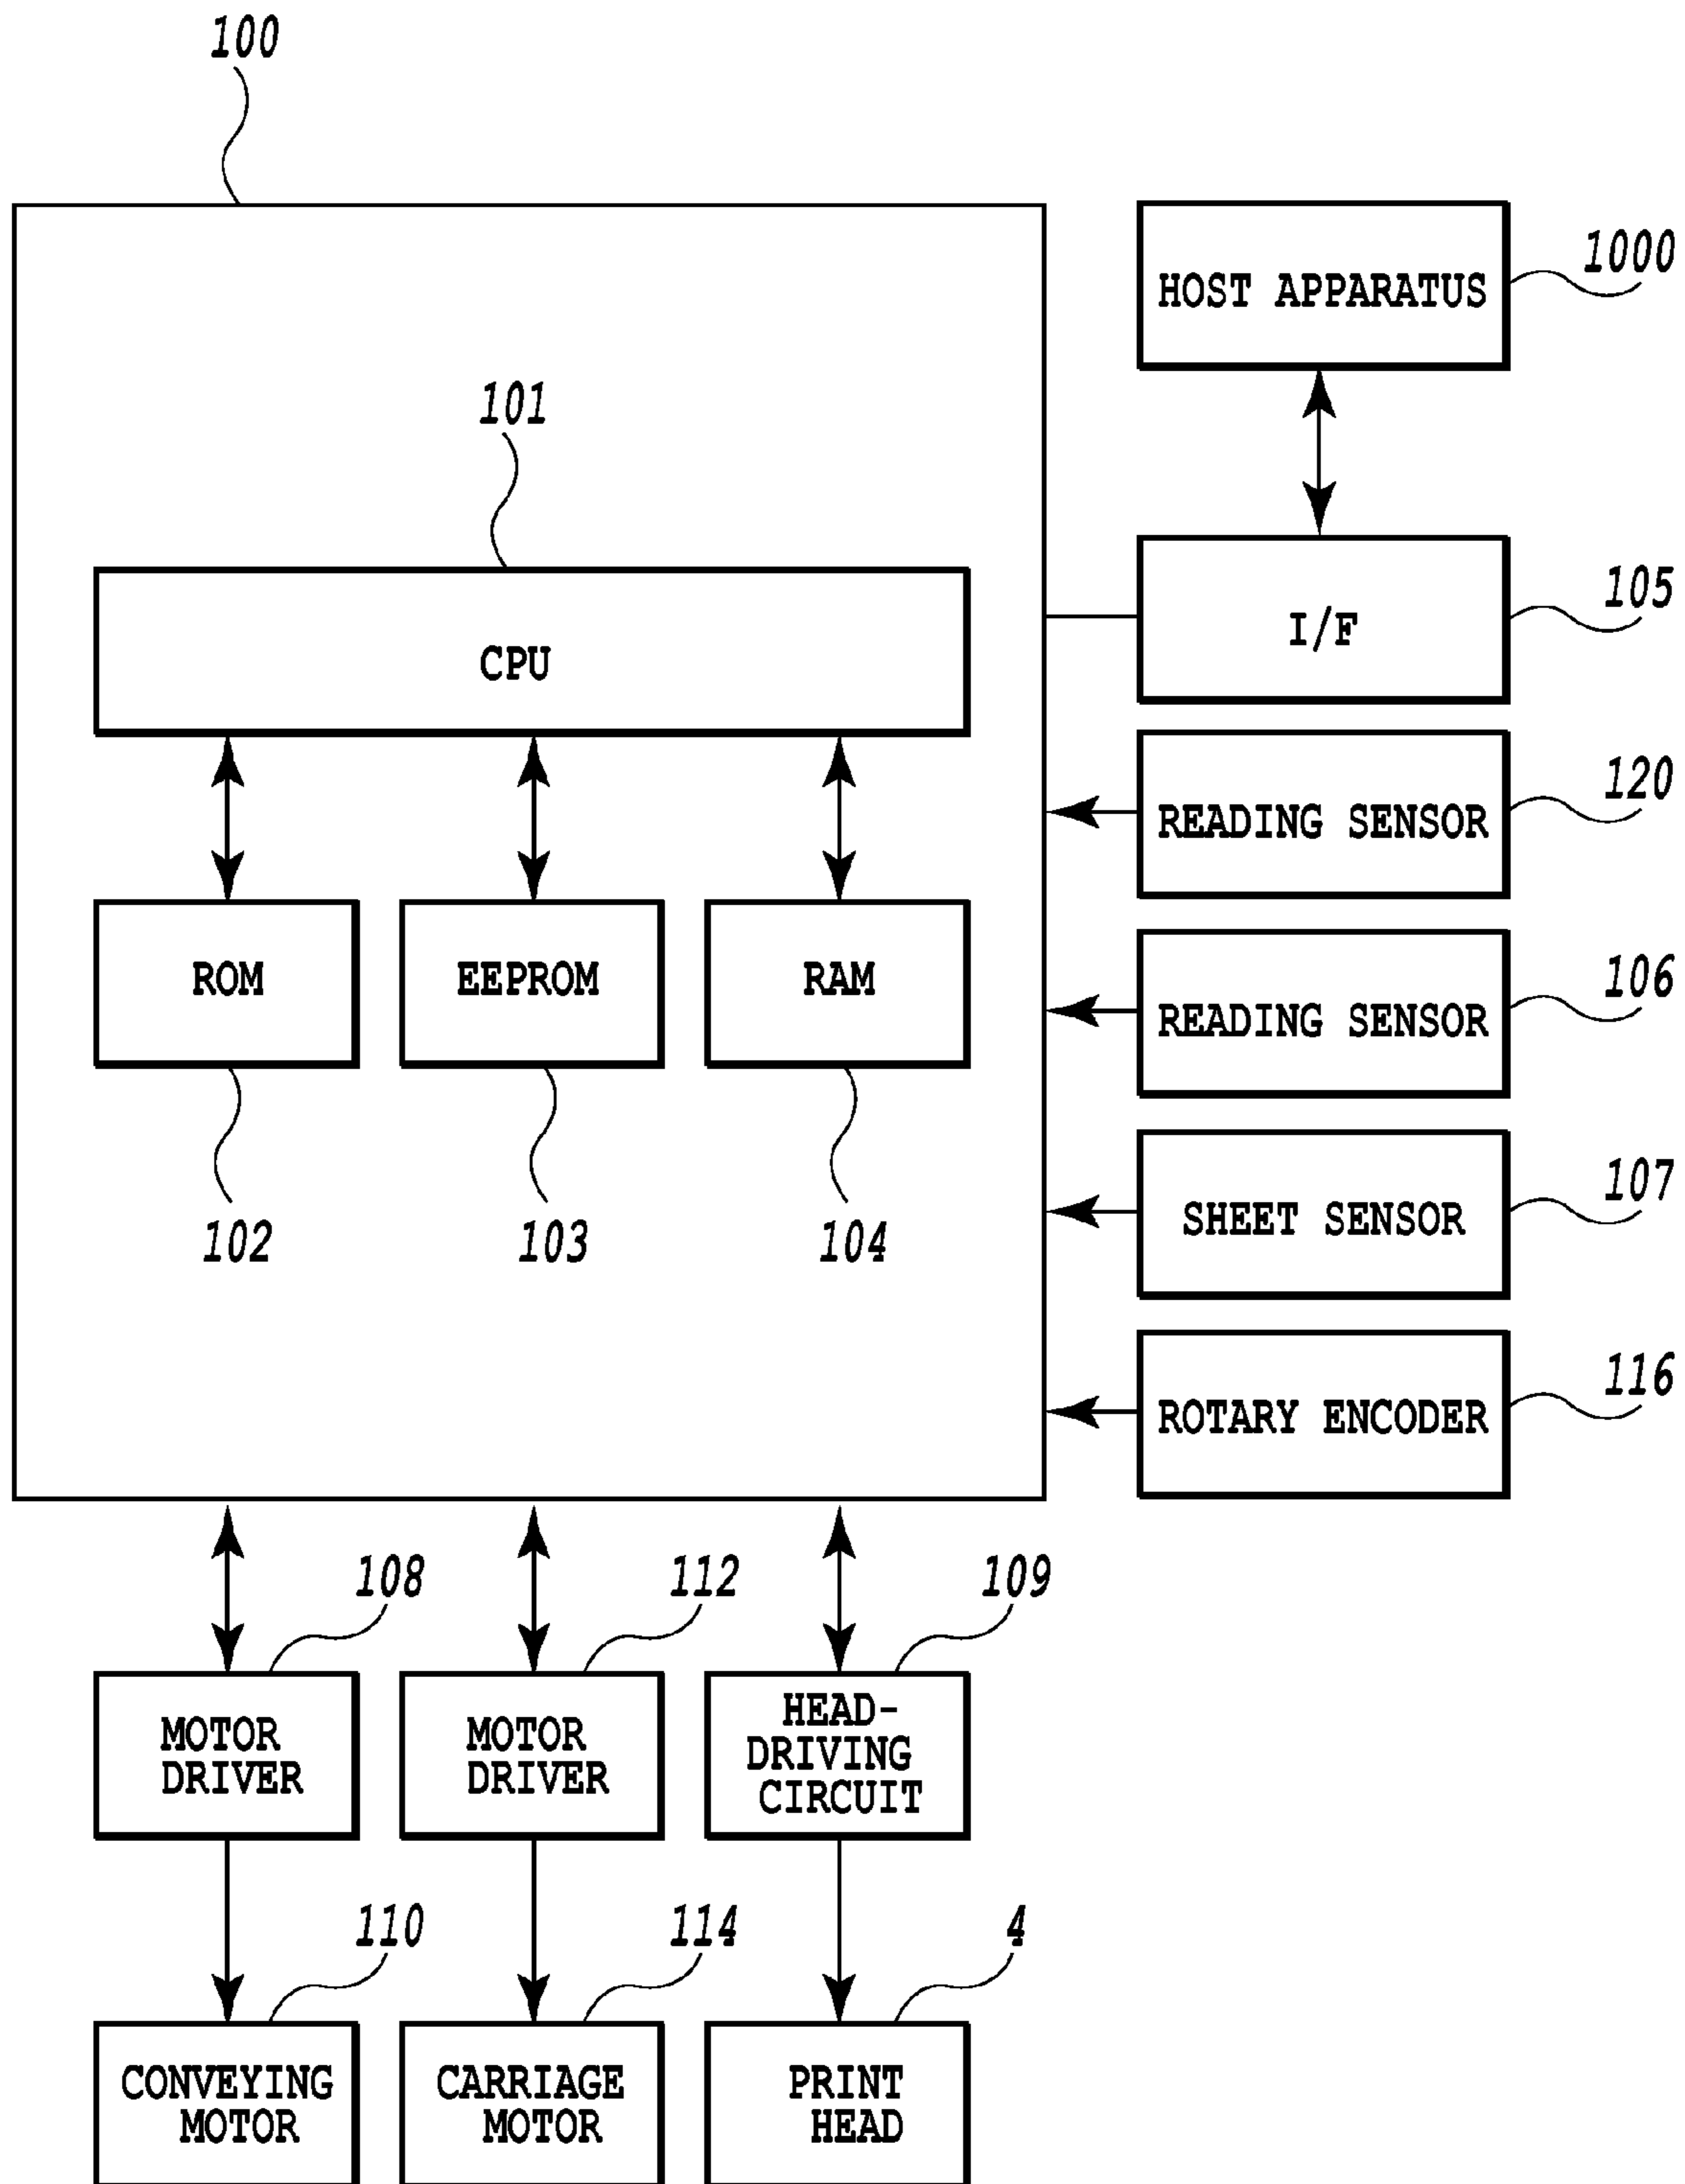 100
HOST APPARATUS
1000
101
CPU
I/F
105
READING SENSOR
120
ROM
EEPROM
RAM
READING SENSOR
106
102
103
104
SHEET SENSOR
107
ROTARY ENCODER
116
108
112
109
MOTOR
DRIVER
MOTOR
DRIVER
HEAD-
DRIVING
CIRCUIT
110
114
4
CONVEYING
MOTOR
CARRIAGE
MOTOR
PRINT
HEAD